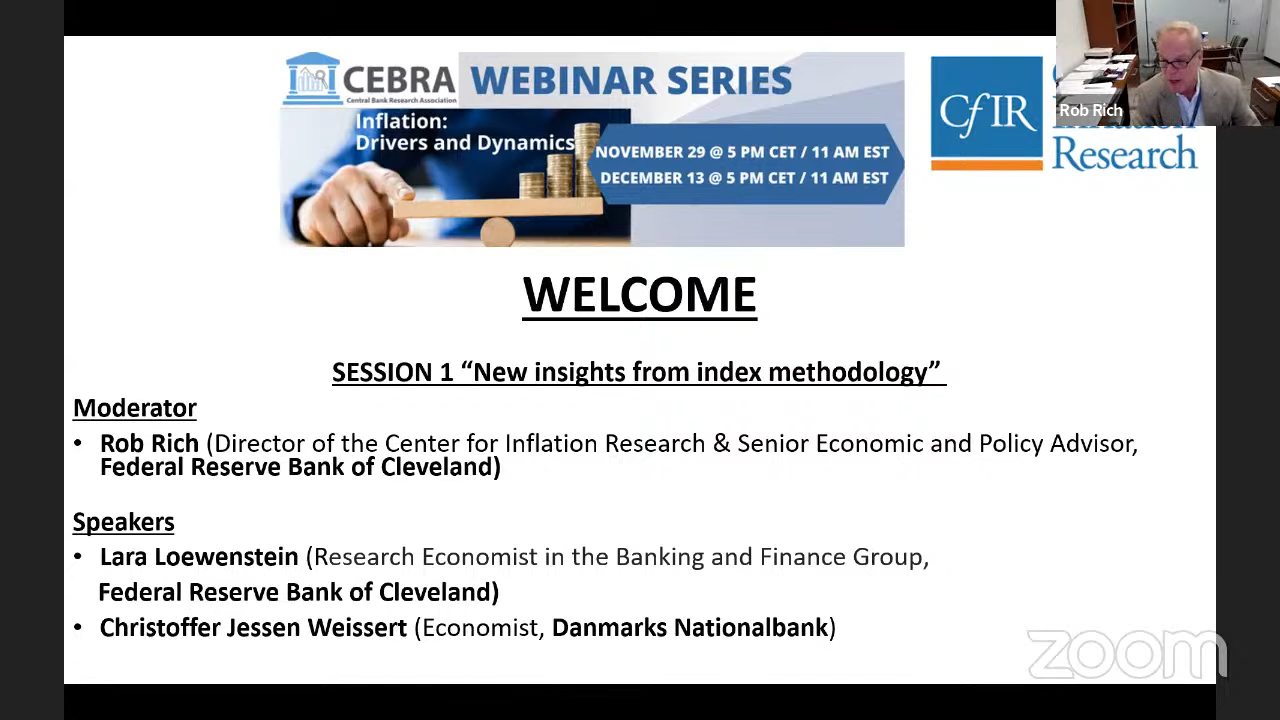 CEBRA
Central Bank Research Association
WEBINAR SERIES
Inflation:
Drivers and Dynamics
NOVEMBER 29 @ 5 PM CET / 11 AM EST
DECEMBER 13 @ 5 PM CET / 11 AM EST
CfIR
Research
Rob Rich
WELCOME
SESSION 1 “New insights from index methodology”
Moderator
• Rob Rich (Director of the Center for Inflation Research & Senior Economic and Policy Advisor,
Federal Reserve Bank of Cleveland)
Speakers
• Lara Loewenstein (Research Economist in the Banking and Finance Group,
Federal Reserve Bank of Cleveland)
• Christoffer Jessen Weissert (Economist, Danmarks Nationalbank)
zoom